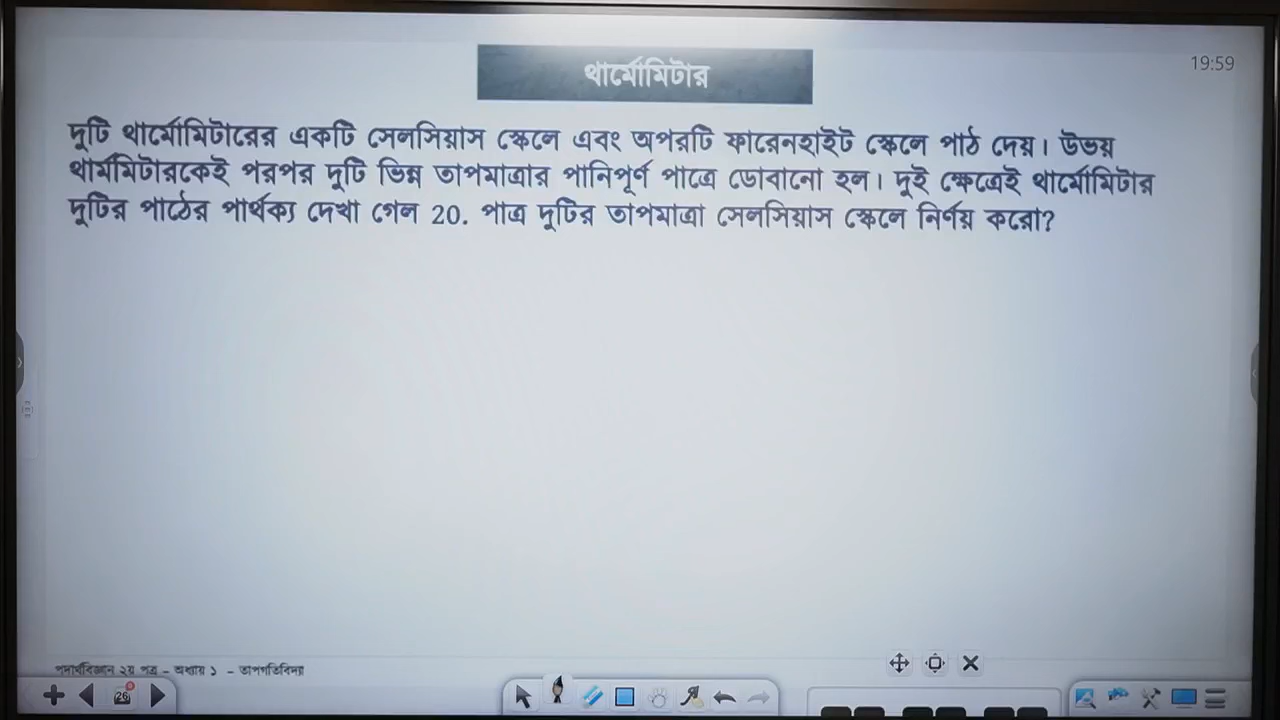 19:59
থার্মোমিটার
দুটি থার্মোমিটারের একটি সেলসিয়াস স্কেলে এবং অপরটি ফারেনহাইট স্কেলে পাঠ দেয়। উভয়
থার্মমিটারকেই পরপর দুটি ভিন্ন তাপমাত্রার পানিপূর্ণ পাত্রে ডোবানো হল। দুই ক্ষেত্রেই থার্মোমিটার
দুটির পাঠের পার্থক্য দেখা গেল 20. পাত্র দুটির তাপমাত্রা সেলসিয়াস স্কেলে নির্ণয় করো?
পদার্থবিজ্ঞান ২য় পত্র – অধ্যায় ১ – তাপগতিবিদ্যা
26